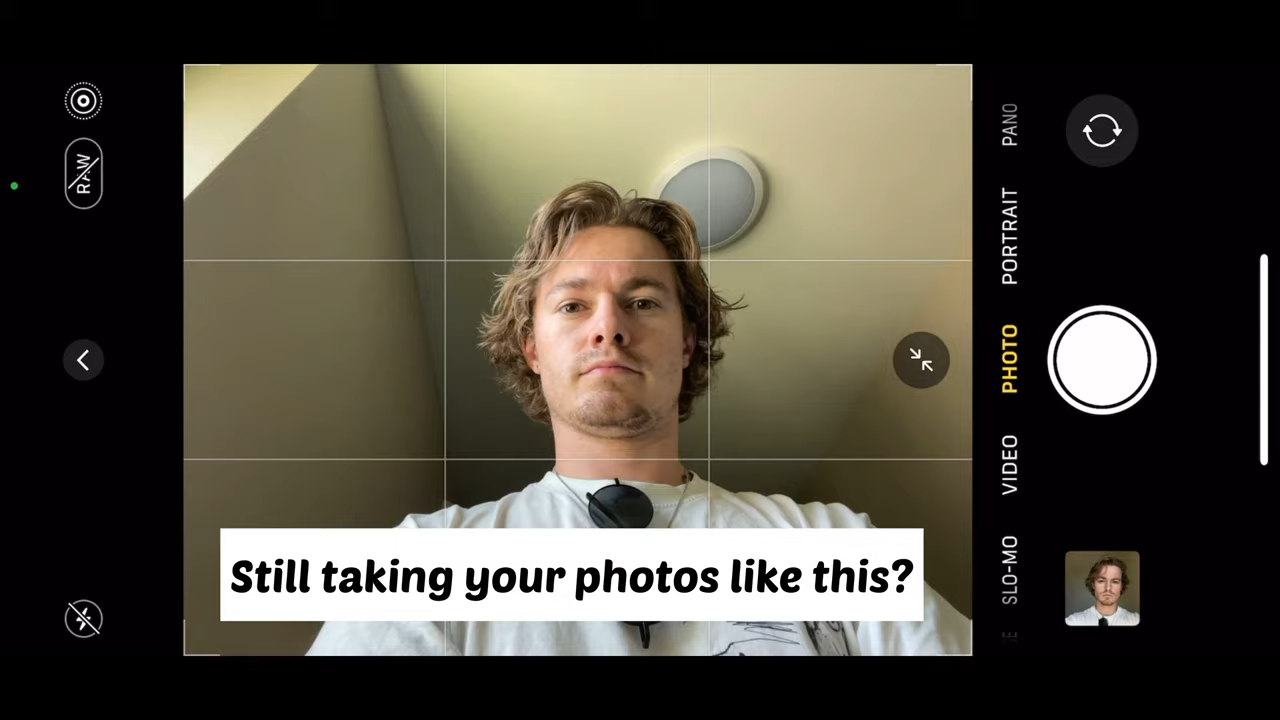 RAW
PANO
PORTRAIT
PHOTO
VIDEO
SLO-MO
Still taking your photos like this?